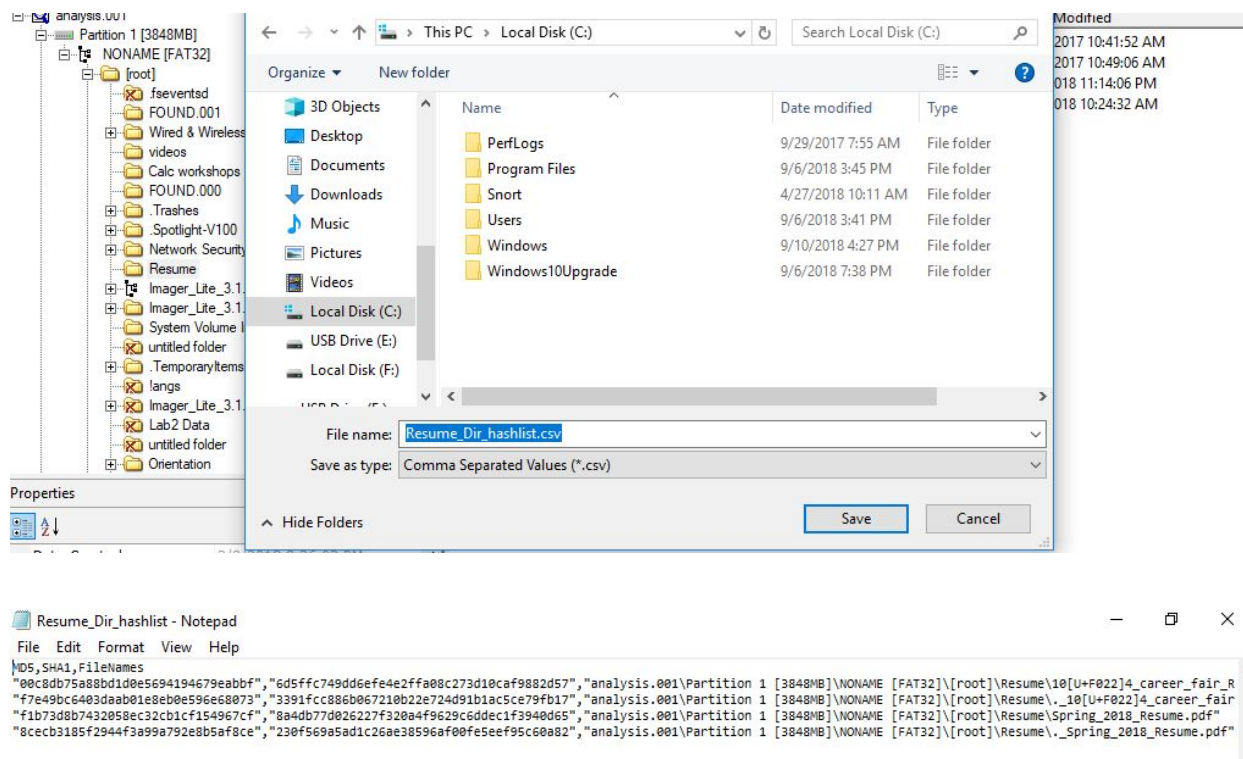 analysis.001
Modified
Partition 1 [3848MB]
NONAME [FAT32]
[root]
.fseventsd
FOUND.001
Wired & Wireless
videos
Calc workshops
FOUND.000
.Trashes
.Spotlight-V100
Network Security
Resume
Imager_Lite_3.1.
Imager_Lite_3.1.
System Volume I
untitled folder
.TemporaryItems
!angs
Imager_Lite_3.1.
Lab2 Data
untitled folder
Orientation
Properties
This PC > Local Disk (C:)
Search Local Disk (C:)
Organize New folder
3D Objects
Desktop
Documents
Downloads
Music
Pictures
Videos
Local Disk (C:)
USB Drive (E:)
Local Disk (F:)
Name Date modified Type
PerfLogs 9/29/2017 7:55 AM File folder
Program Files 9/6/2018 3:45 PM File folder
Snort 4/27/2018 10:11 AM File folder
Users 9/6/2018 3:41 PM File folder
Windows 9/10/2018 4:27 PM File folder
Windows10Upgrade 9/6/2018 7:38 PM File folder
2017 10:41:52 AM
2017 10:49:06 AM
018 11:14:06 PM
018 10:24:32 AM
File name: Resume_Dir_hashlist.csv
Save as type: Comma Separated Values (*.csv)
Hide Folders Save Cancel
Resume_Dir_hashlist - Notepad
File Edit Format View Help
MD5,SHA1,FileNames
"00c8db75a88bd1d0e5694194679eabbf","6d5ffc749dd6efe4e2ffa08c273d10caf9882d57","analysis.001\Partition 1 [3848MB]\NONAME [FAT32]\[root]\Resume\10[U+F022]4_career_fair_R
"f7e49bc6403daab01e8eb0e596e68073","3391fcc886b067210b22e724d91b1ac5ce79fb17","analysis.001\Partition 1 [3848MB]\NONAME [FAT32]\[root]\Resume\._10[U+F022]4_career_fair
"f1b73d8b7432058ec32cb1cf154967cf","8a4db77d026227f320a4f9629c6ddec1f3940d65","analysis.001\Partition 1 [3848MB]\NONAME [FAT32]\[root]\Resume\Spring_2018_Resume.pdf"
"8cecb3185f2944f3a99a792e8b5af8ce","230f569a5ad1c26ae38596af00fe5eef95c60a82","analysis.001\Partition 1 [3848MB]\NONAME [FAT32]\[root]\Resume\._Spring_2018_Resume.pdf"